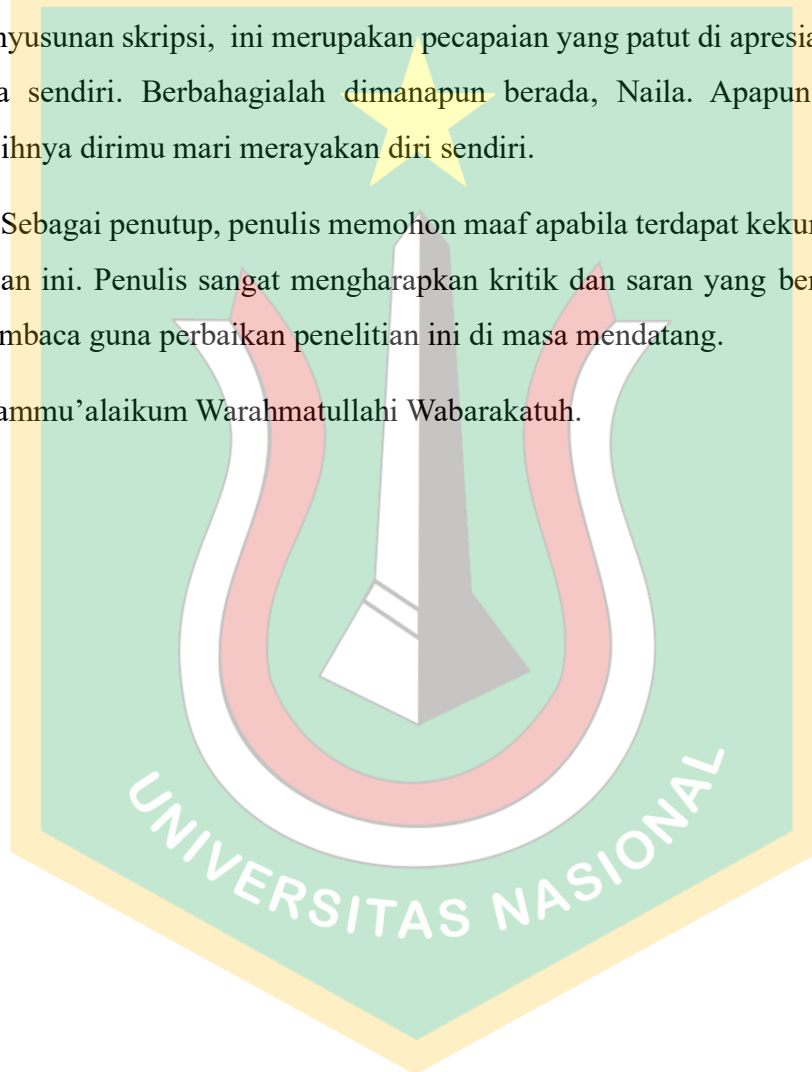 nyusunan skripsi, ini merupakan pecapaian yang patut di apresia
a sendiri. Berbahagialah dimanapun berada, Naila. Apapun
ihnya dirimu mari merayakan diri sendiri.
Sebagai penutup, penulis memohon maaf apabila terdapat kekur
an ini. Penulis sangat mengharapkan kritik dan saran yang ber
mbaca guna perbaikan penelitian ini di masa mendatang.
ammu’alaikum Warahmatullahi Wabarakatuh.
UNIVERSITAS NASIONAL